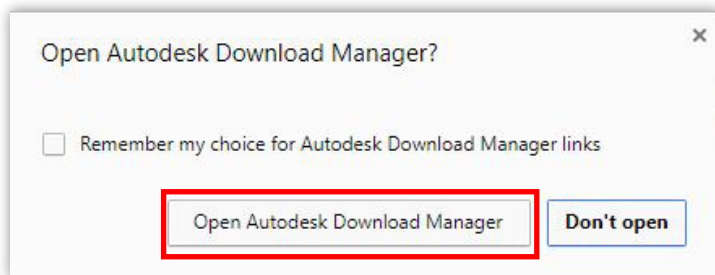 Open Autodesk Download Manager?
Remember my choice for Autodesk Download Manager links
Open Autodesk Download Manager
Don't open